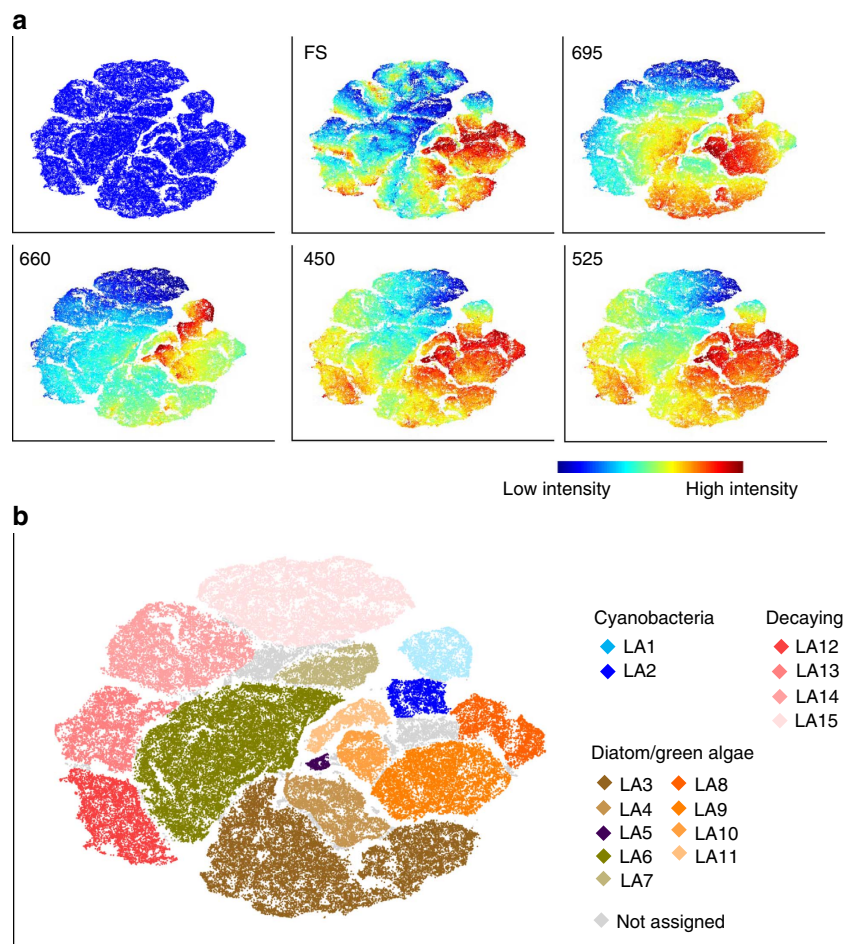 a
FS
695
660
450
525
Low intensity
High intensity
b
Cyanobacteria
LA1
LA2
Decaying
LA12
LA13
LA14
LA15
Diatom/green algae
LA3
LA4
LA5
LA6
LA7
LA8
LA9
LA10
LA11
Not assigned